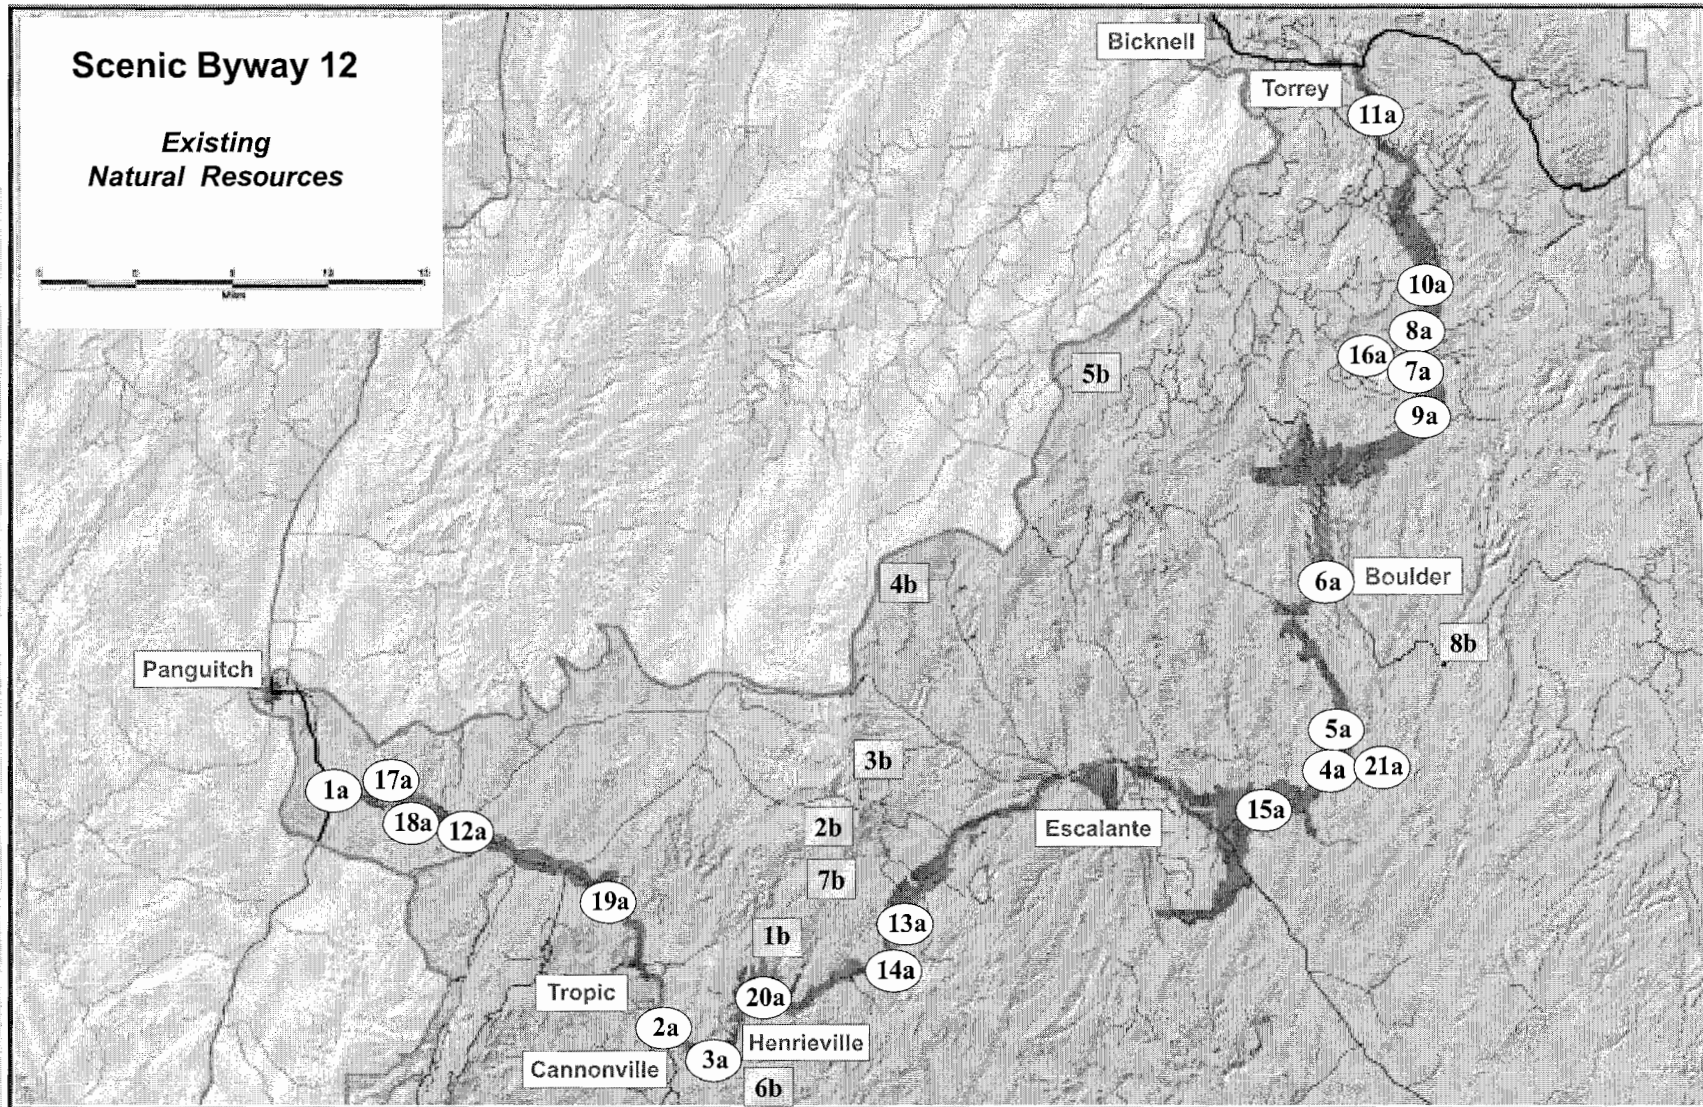 Scenic Byway 12
Existing
Natural Resources
Miles
Bicknell
Torrey
11a
10a
8a
16a
7a
5b
9a
4b
6a
Boulder
8b
Panguitch
5a
3b
4a
21a
17a
1a
15a
18a
12a
2b
Escalante
7b
19a
13a
1b
14a
Tropic
20a
2a
Henrieville
3a
Cannonville
6b